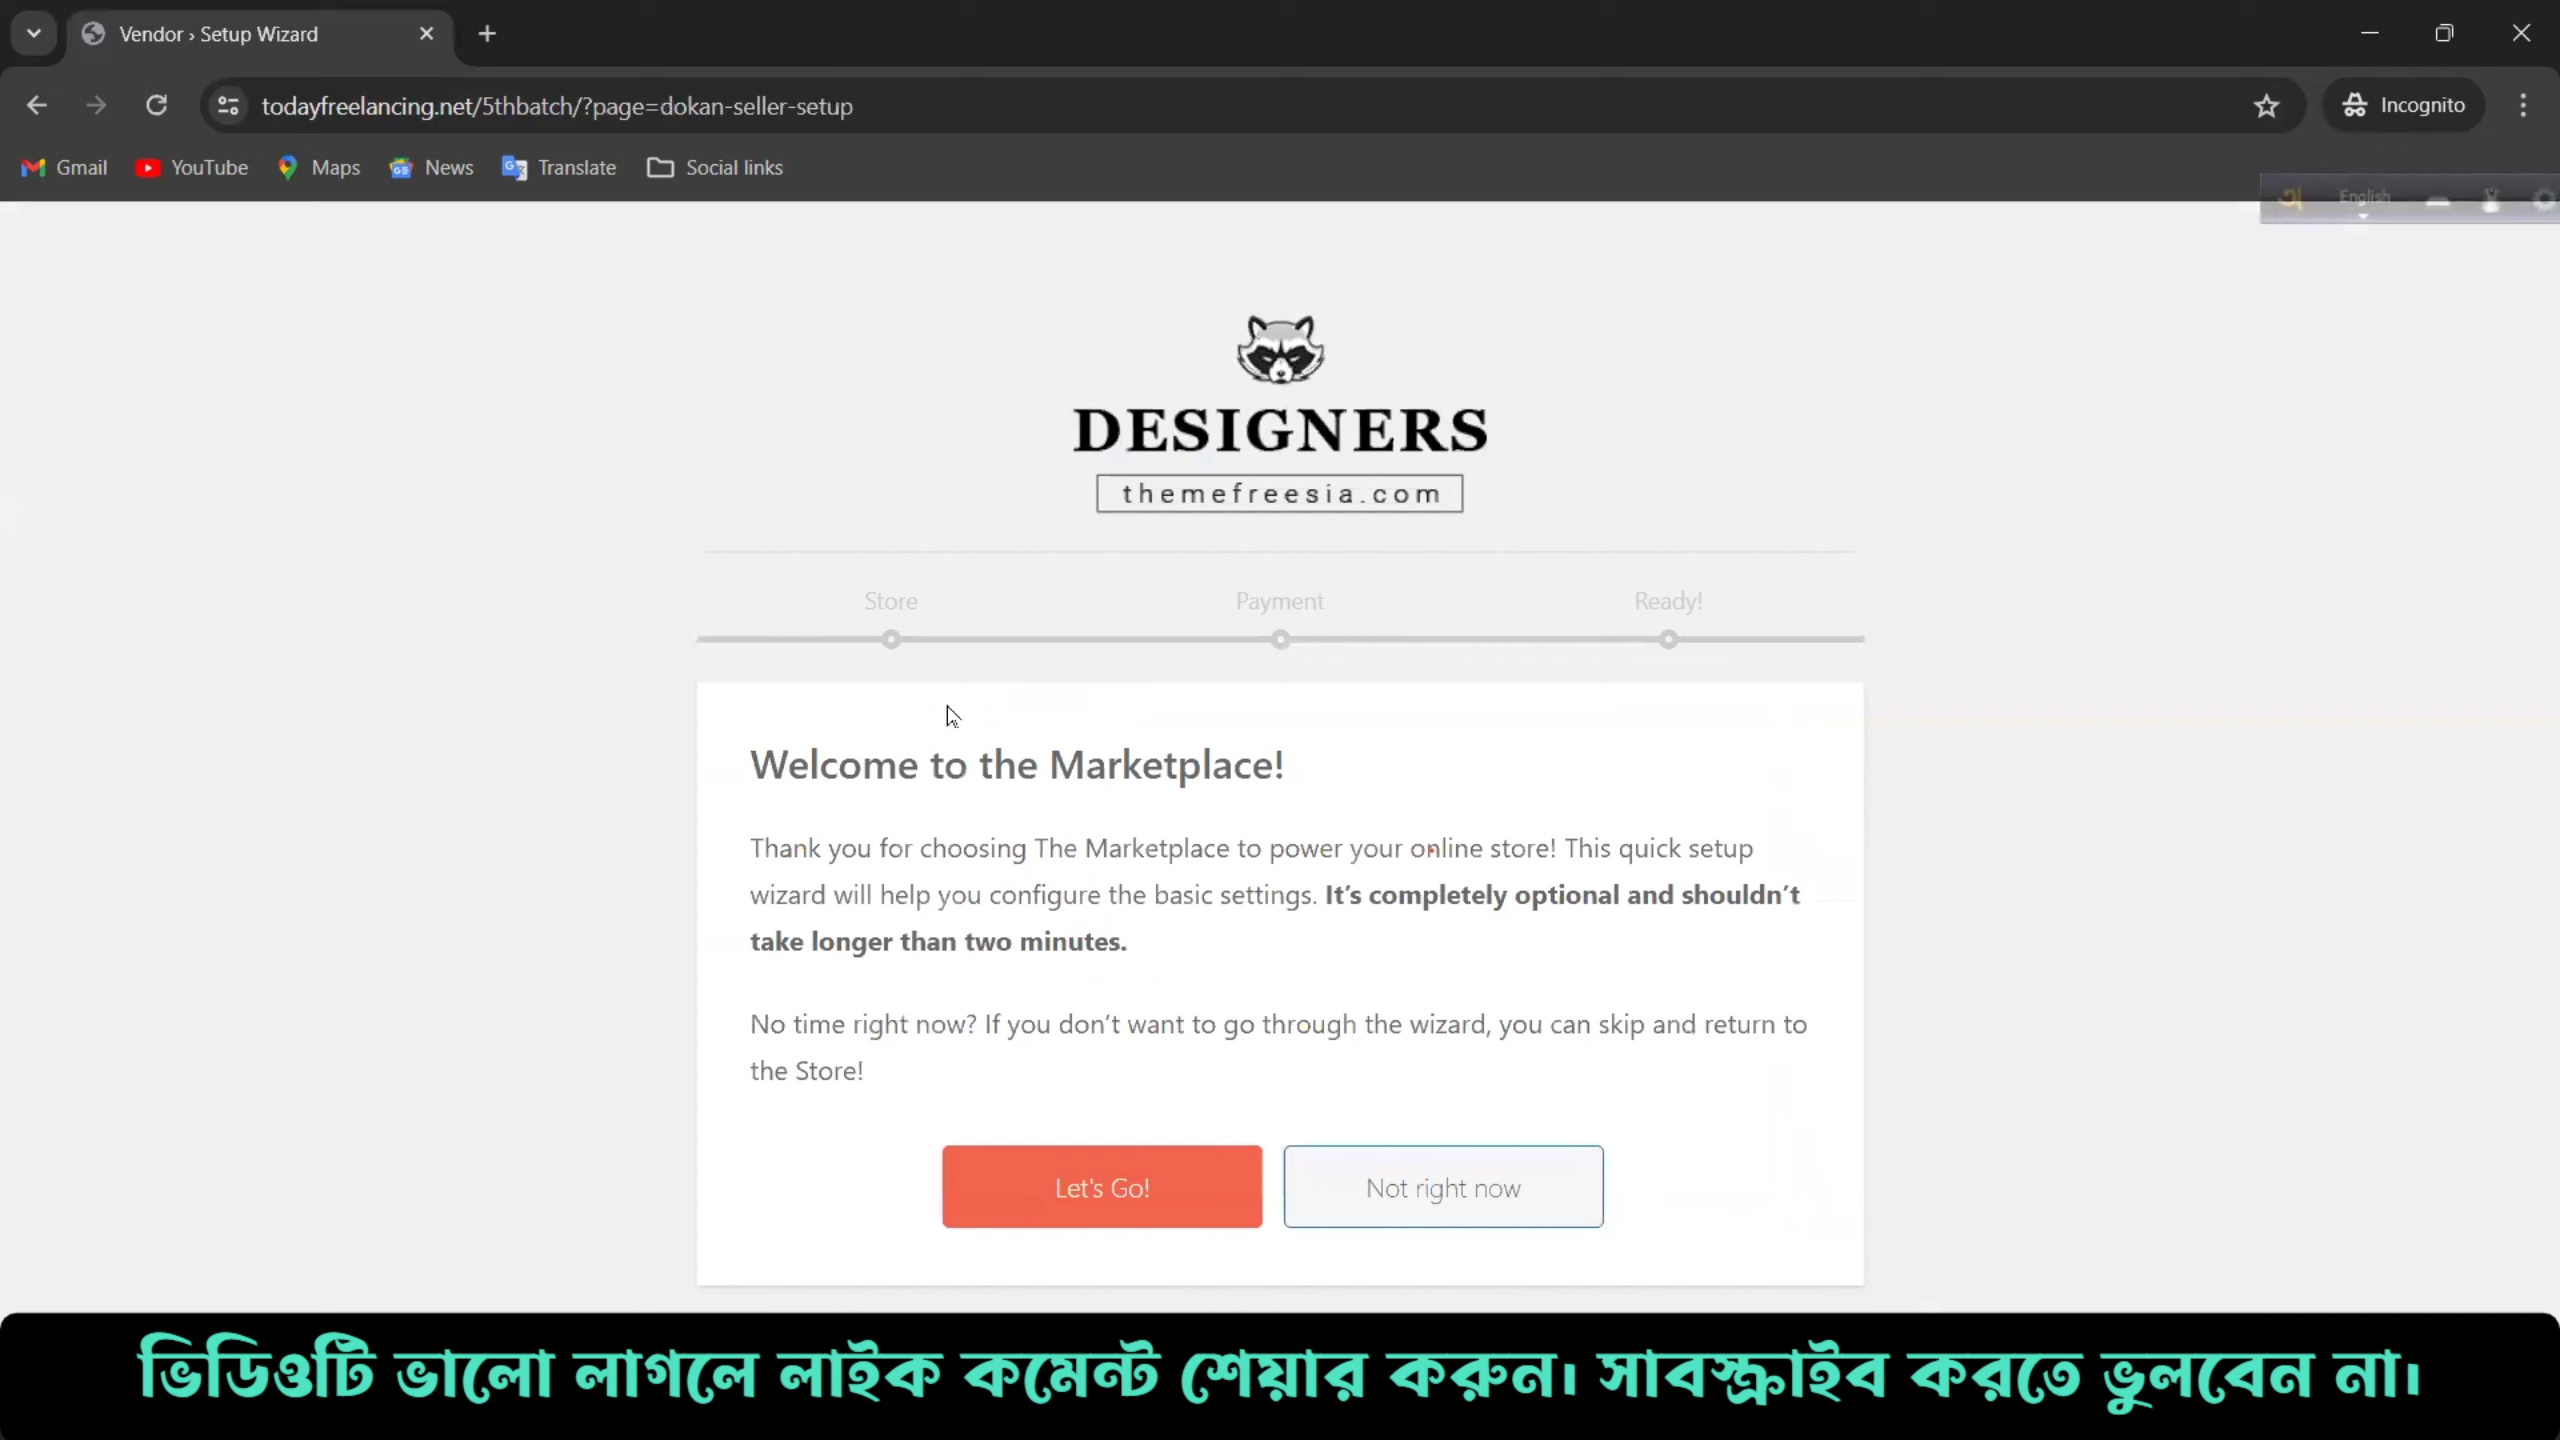 Vendor › Setup Wizard
todayfreelancing.net/5thbatch/?page=dokan-seller-setup
Incognito
Gmail
YouTube
Maps
News
Translate
Social links
অ
English
DESIGNERS
themefreesia.com
Store
Payment
Ready!
Welcome to the Marketplace!
Thank you for choosing The Marketplace to power your online store! This quick setup
wizard will help you configure the basic settings. It’s completely optional and shouldn’t
take longer than two minutes.
No time right now? If you don’t want to go through the wizard, you can skip and return to
the Store!
Let's Go!
Not right now
ভিডিওটি ভালো লাগলে লাইক কমেন্ট শেয়ার করুন। সাবস্ক্রাইব করতে ভুলবেন না।